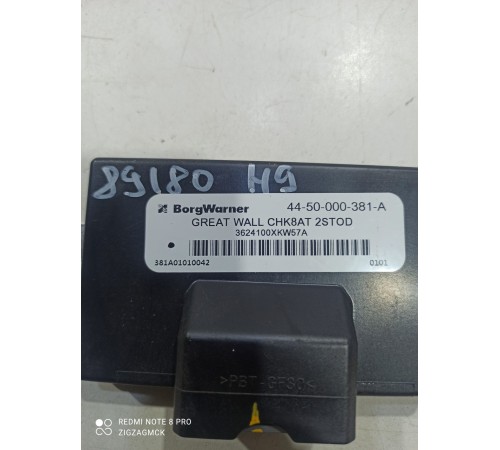 89180 H9
BorgWarner 44-50-000-381-A
GREAT WALL CHK8AT 2STOD
3624100XKW57A
381A01010042 0101
>PBT-GF30<
REDMI NOTE 8 PRO
ZIGZAGMCK